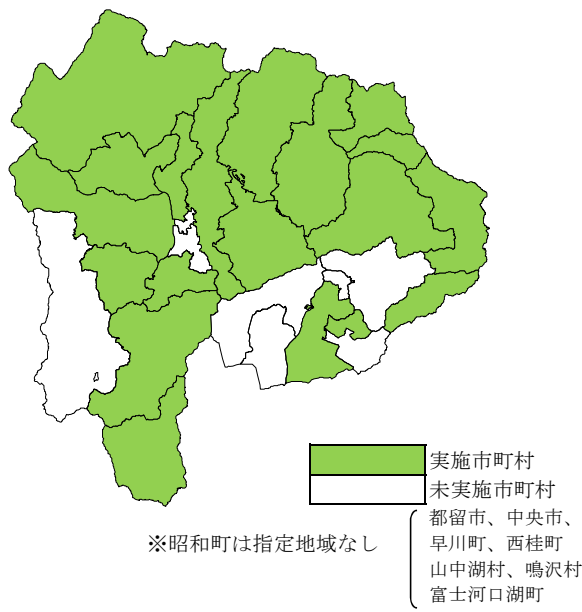 実施市町村
未実施市町村
都留市、中央市、
早川町、西桂町
山中湖村、鳴沢村
富士河口湖町
※昭和町は指定地域なし